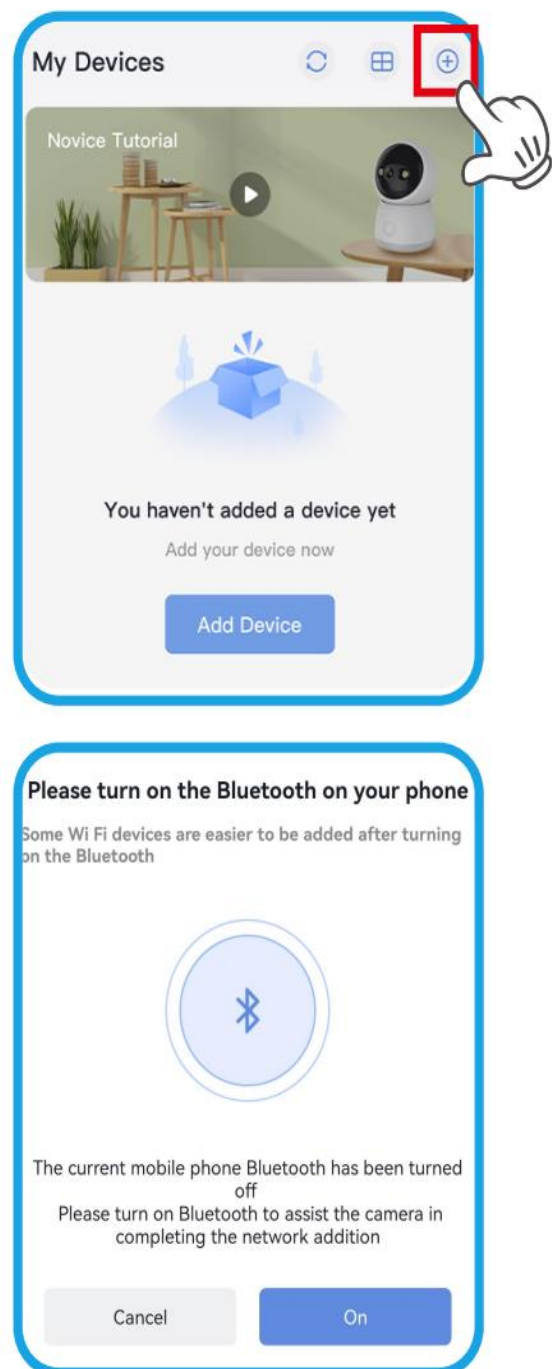 My Devices
Novice Tutorial
You haven't added a device yet
Add your device now
Add Device
Please turn on the Bluetooth on your phone
Some Wi Fi devices are easier to be added after turning
on the Bluetooth
The current mobile phone Bluetooth has been turned
off
Please turn on Bluetooth to assist the camera in
completing the network addition
Cancel
On